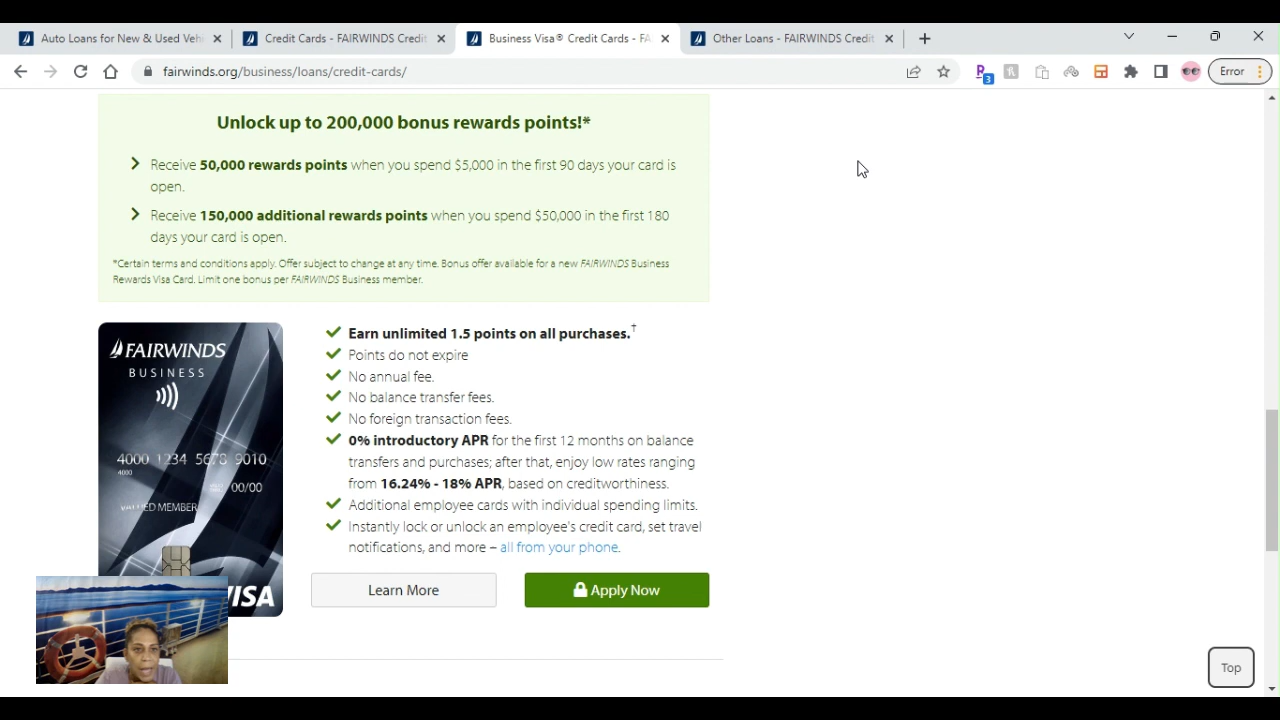 Auto Loans for New & Used Veh
Credit Cards - FAIRWINDS Credit
Business Visa® Credit Cards - FA
Other Loans - FAIRWINDS Credit
fairwinds.org/business/loans/credit-cards/
3
Error
Unlock up to 200,000 bonus rewards points!*
Receive 50,000 rewards points when you spend $5,000 in the first 90 days your card is
open.
Receive 150,000 additional rewards points when you spend $50,000 in the first 180
days your card is open.
*Certain terms and conditions apply. Offer subject to change at any time. Bonus offer available for a new FAIRWINDS Business
Rewards Visa Card. Limit one bonus per FAIRWINDS Business member.
FAIRWINDS
BUSINESS
4000 1234 5678 9010
4000
00/00
VALUED MEMBER
VISA
Earn unlimited 1.5 points on all purchases.†
Points do not expire
No annual fee.
No balance transfer fees.
No foreign transaction fees.
0% introductory APR for the first 12 months on balance
transfers and purchases; after that, enjoy low rates ranging
from 16.24% - 18% APR, based on creditworthiness.
Additional employee cards with individual spending limits.
Instantly lock or unlock an employee's credit card, set travel
notifications, and more – all from your phone.
Learn More
Apply Now
Top